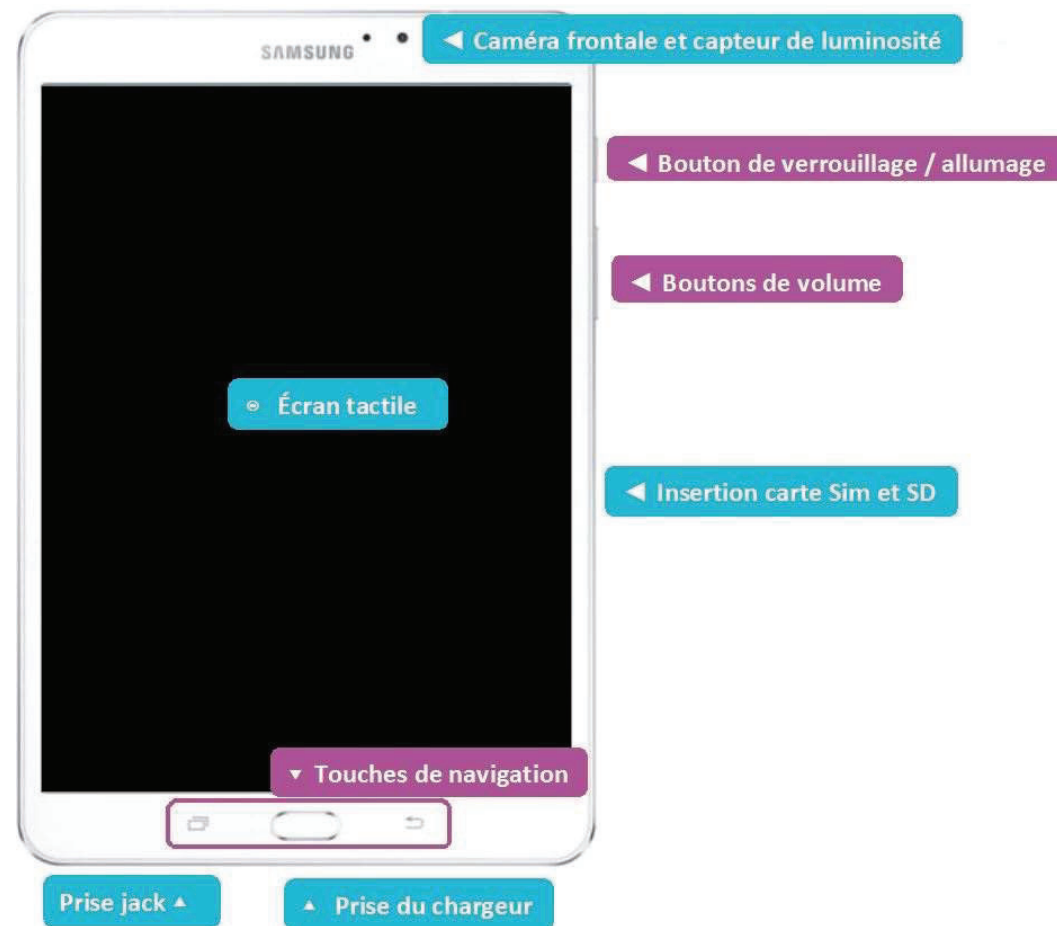 SAMSUNG
Caméra frontale et capteur de luminosité
Bouton de verrouillage / allumage
Boutons de volume
Écran tactile
Insertion carte Sim et SD
Touches de navigation
Prise jack
Prise du chargeur